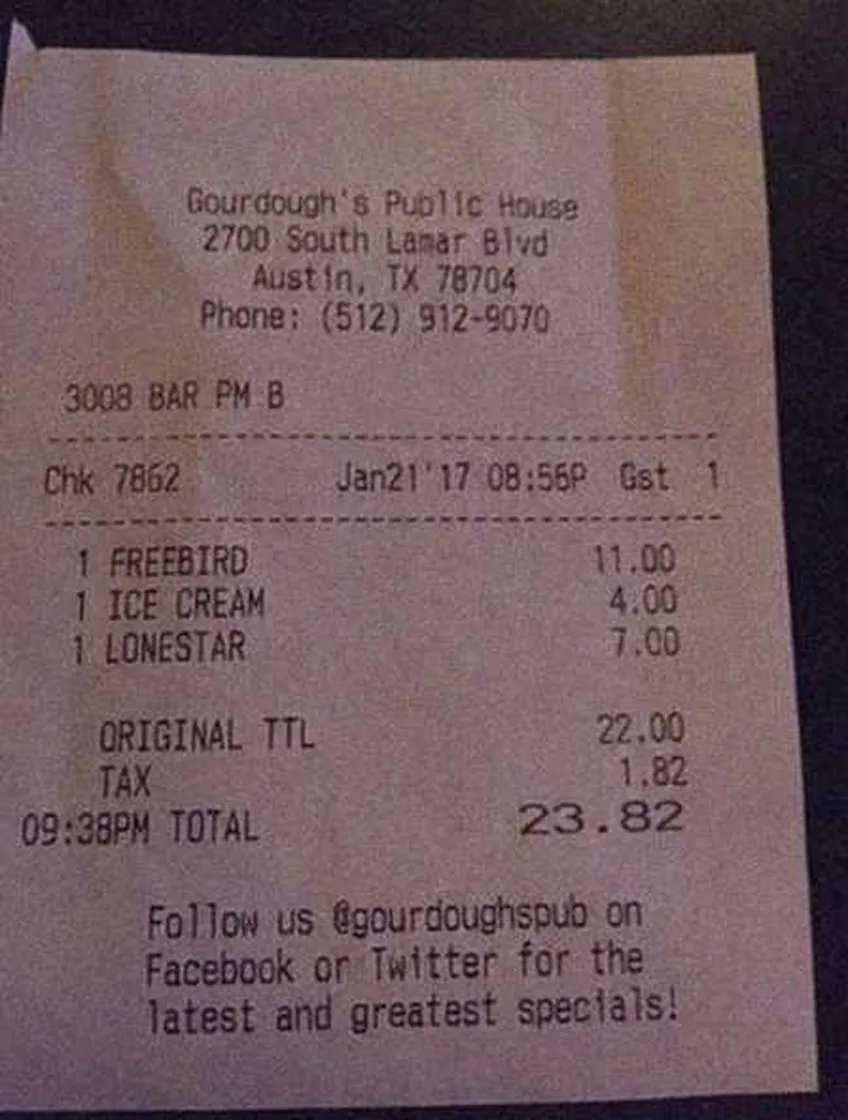 Gourdough's Public House
2700 South Lamar Blvd
Austin, TX 78704
Phone: (512) 912-9070
3008 BAR PM B
Chk 7862 Jan21'17 08:56P Gst 1
1 FREEBIRD 11.00
1 ICE CREAM 4.00
1 LONESTAR 7.00
ORIGINAL TTL 22.00
TAX 1.82
09:38PM TOTAL 23.82
Follow us @gourdoughspub on
Facebook or Twitter for the
latest and greatest specials!